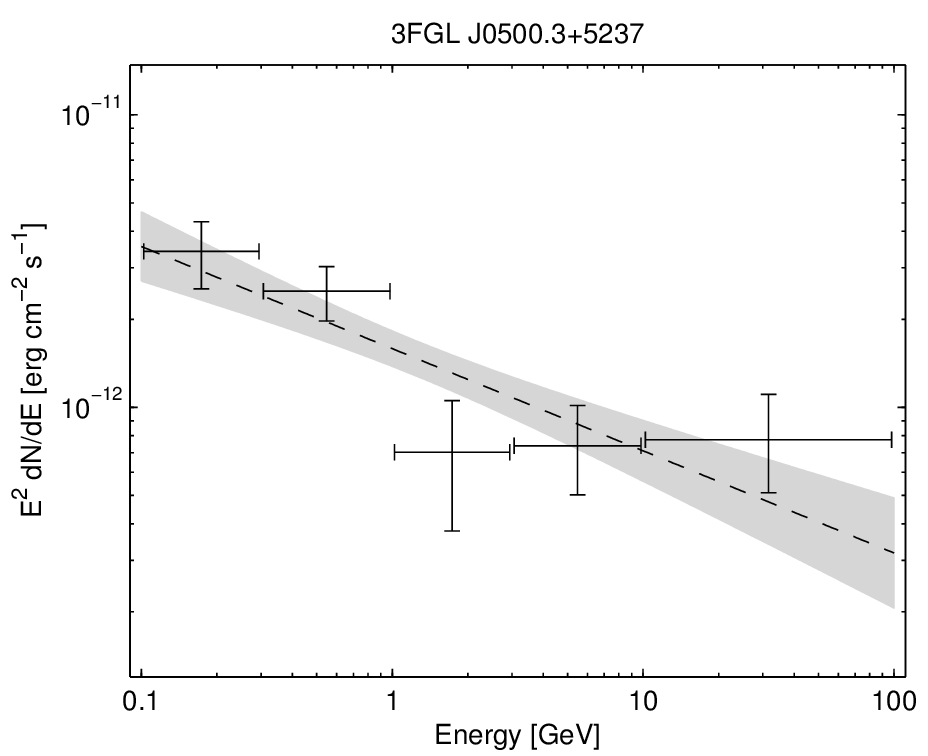 3FGL J0500.3+5237
10⁻¹¹
10⁻¹²
E² dN/dE [erg cm⁻² s⁻¹]
0.1 1 10 100
Energy [GeV]